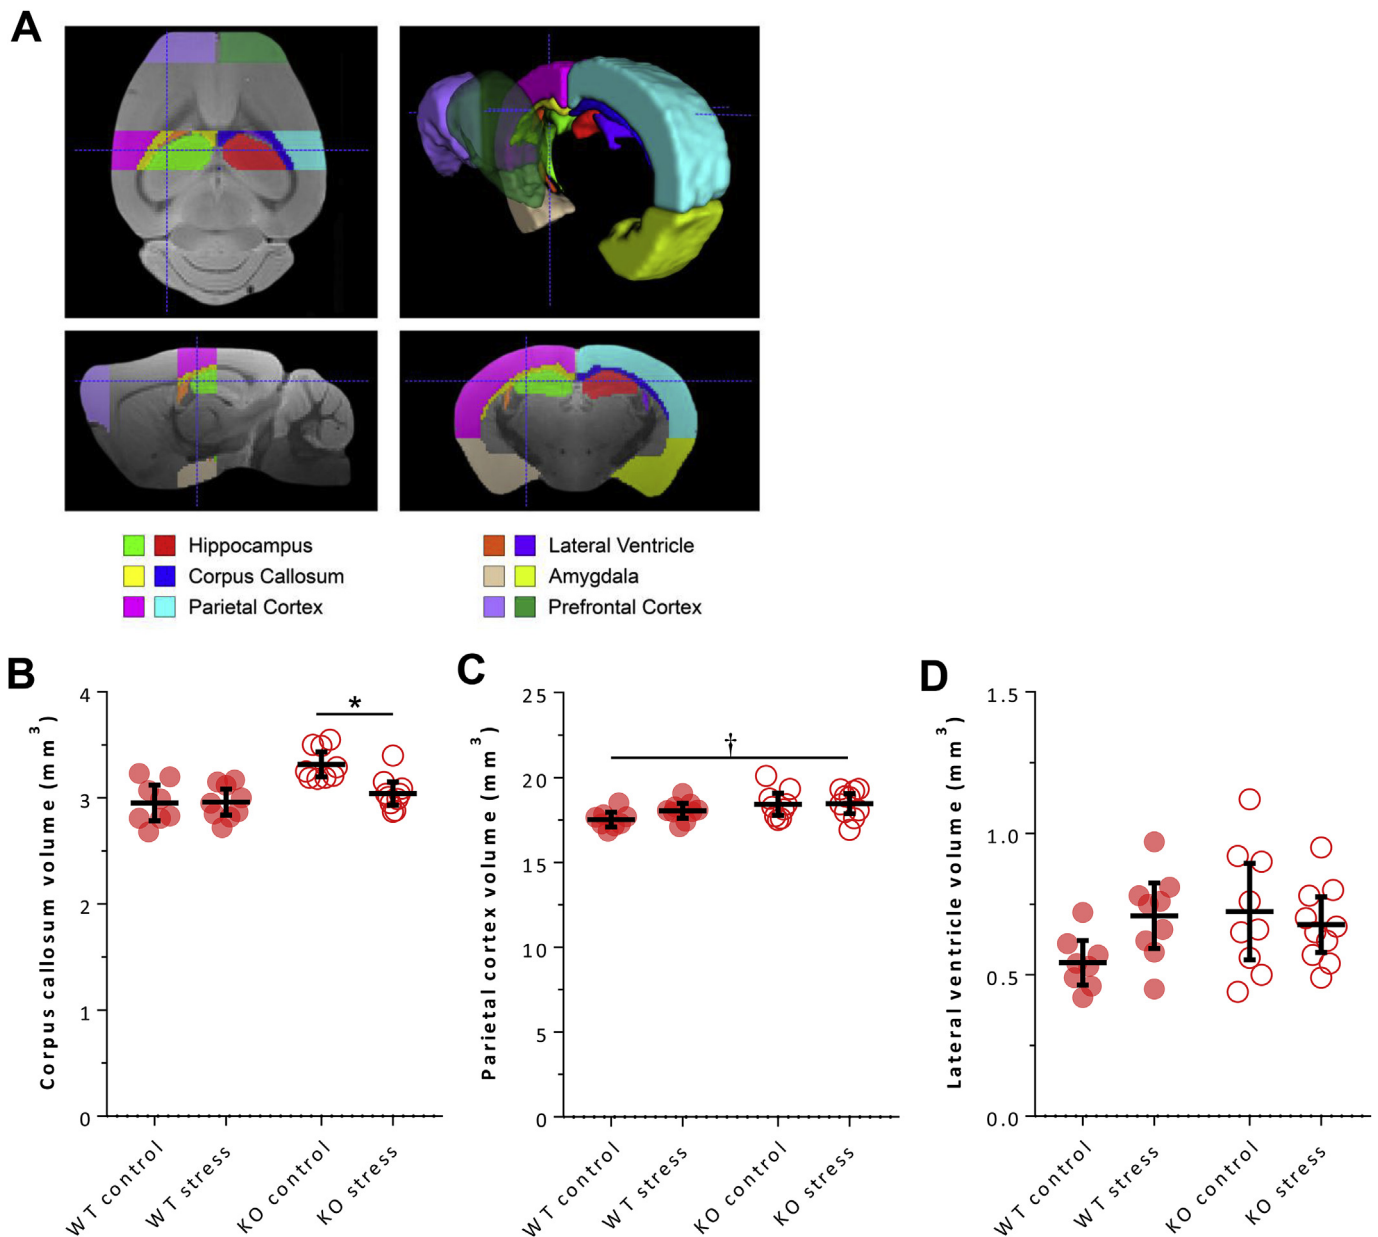 A
Hippocampus
Corpus Callosum
Parietal Cortex
Lateral Ventricle
Amygdala
Prefrontal Cortex
B
Corpus callosum volume (mm³)
4
3
2
1
0
*
WT control
WT stress
KO control
KO stress
C
Parietal cortex volume (mm³)
25
20
15
10
5
0
†
WT control
WT stress
KO control
KO stress
D
Lateral ventricle volume (mm³)
1.5
1.0
0.5
0.0
WT control
WT stress
KO control
KO stress